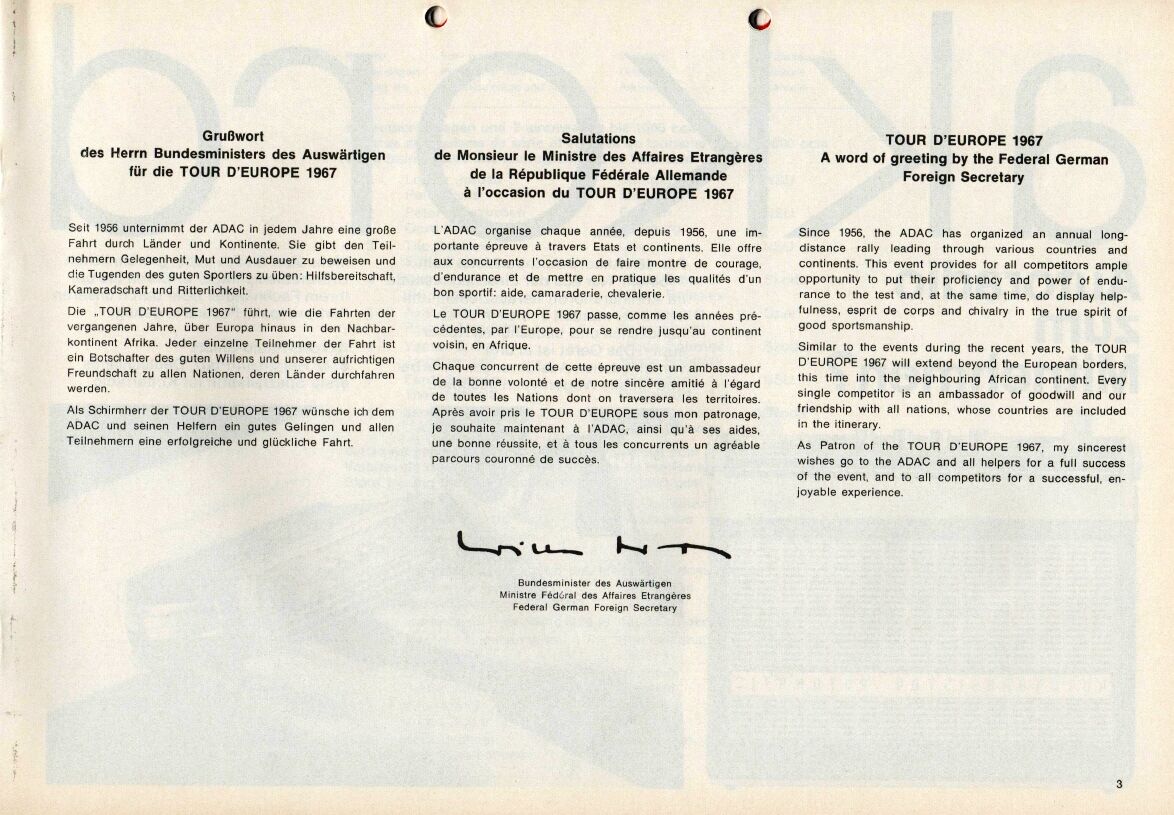 Grußwort
des Herrn Bundesministers des Auswärtigen
für die TOUR D'EUROPE 1967
Seit 1956 unternimmt der ADAC in jedem Jahre eine große
Fahrt durch Länder und Kontinente. Sie gibt den Teil-
nehmern Gelegenheit, Mut und Ausdauer zu beweisen und
die Tugenden des guten Sportlers zu üben: Hilfsbereitschaft,
Kameradschaft und Ritterlichkeit.
Die „TOUR D'EUROPE 1967" führt, wie die Fahrten der
vergangenen Jahre, über Europa hinaus in den Nachbar-
kontinent Afrika. Jeder einzelne Teilnehmer der Fahrt ist
ein Botschafter des guten Willens und unserer aufrichtigen
Freundschaft zu allen Nationen, deren Länder durchfahren
werden.
Als Schirmherr der TOUR D'EUROPE 1967 wünsche ich dem
ADAC und seinen Helfern ein gutes Gelingen und allen
Teilnehmern eine erfolgreiche und glückliche Fahrt.
Salutations
de Monsieur le Ministre des Affaires Etrangères
de la République Fédérale Allemande
à l'occasion du TOUR D'EUROPE 1967
L'ADAC organise chaque année, depuis 1956, une im-
portante épreuve à travers Etats et continents. Elle offre
aux concurrents l'occasion de faire montre de courage,
d'endurance et de mettre en pratique les qualités d'un
bon sportif: aide, camaraderie, chevalerie.
Le TOUR D'EUROPE 1967 passe, comme les années pré-
cédentes, par l'Europe, pour se rendre jusqu'au continent
voisin, en Afrique.
Chaque concurrent de cette épreuve est un ambassadeur
de la bonne volonté et de notre sincère amitié à l'égard
de toutes les Nations dont on traversera les territoires.
Après avoir pris le TOUR D'EUROPE sous mon patronage,
je souhaite maintenant à l'ADAC, ainsi qu'à ses aides,
une bonne réussite, et à tous les concurrents un agréable
parcours couronné de succès.
TOUR D'EUROPE 1967
A word of greeting by the Federal German
Foreign Secretary
Since 1956, the ADAC has organized an annual long-
distance rally leading through various countries and
continents. This event provides for all competitors ample
opportunity to put their proficiency and power of endu-
rance to the test and, at the same time, do display help-
fulness, esprit de corps and chivalry in the true spirit of
good sportsmanship.
Similar to the events during the recent years, the TOUR
D'EUROPE 1967 will extend beyond the European borders,
this time into the neighbouring African continent. Every
single competitor is an ambassador of goodwill and our
friendship with all nations, whose countries are included
in the itinerary.
As Patron of the TOUR D'EUROPE 1967, my sincerest
wishes go to the ADAC and all helpers for a full success
of the event, and to all competitors for a successful, en-
joyable experience.
Bundesminister des Auswärtigen
Ministre Fédéral des Affaires Etrangères
Federal German Foreign Secretary
3